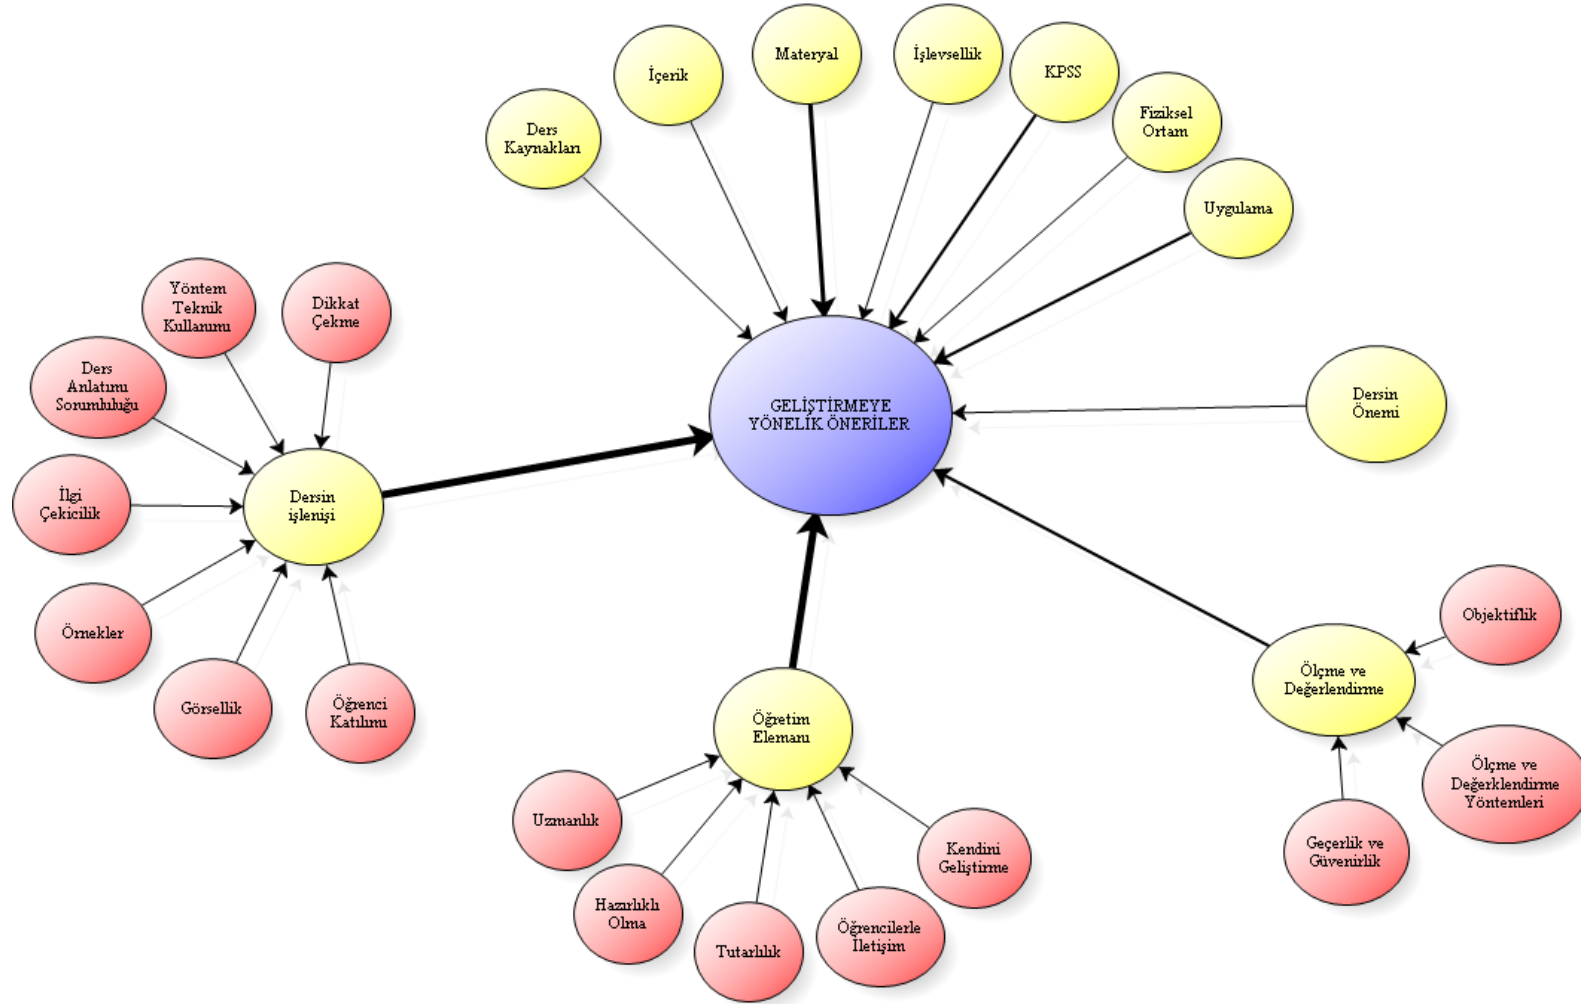 Materyal
İşlevsellik
İçerik
KPSS
Fiziksel
Ortam
Ders
Kaynakları
Uygulama
Yöntem
Teknik
Kullanımı
Dikkat
Çekme
Ders
Anlatımı
Sorumluluğu
GELİŞTİRMEYE
YÖNELİK ÖNERİLER
Dersin
Önemi
İlgi
Çekicilik
Dersin
işlenişi
Örnekler
Görsellik
Öğrenci
Katılımı
Öğretim
Elemanı
Ölçme ve
Değerlendirme
Objektiflik
Uzmanlık
Hazırlıklı
Olma
Tutarlılık
Öğrencilerle
İletişim
Kendini
Geliştirme
Geçerlik ve
Güvenirlik
Ölçme ve
Değerklendirme
Yöntemleri